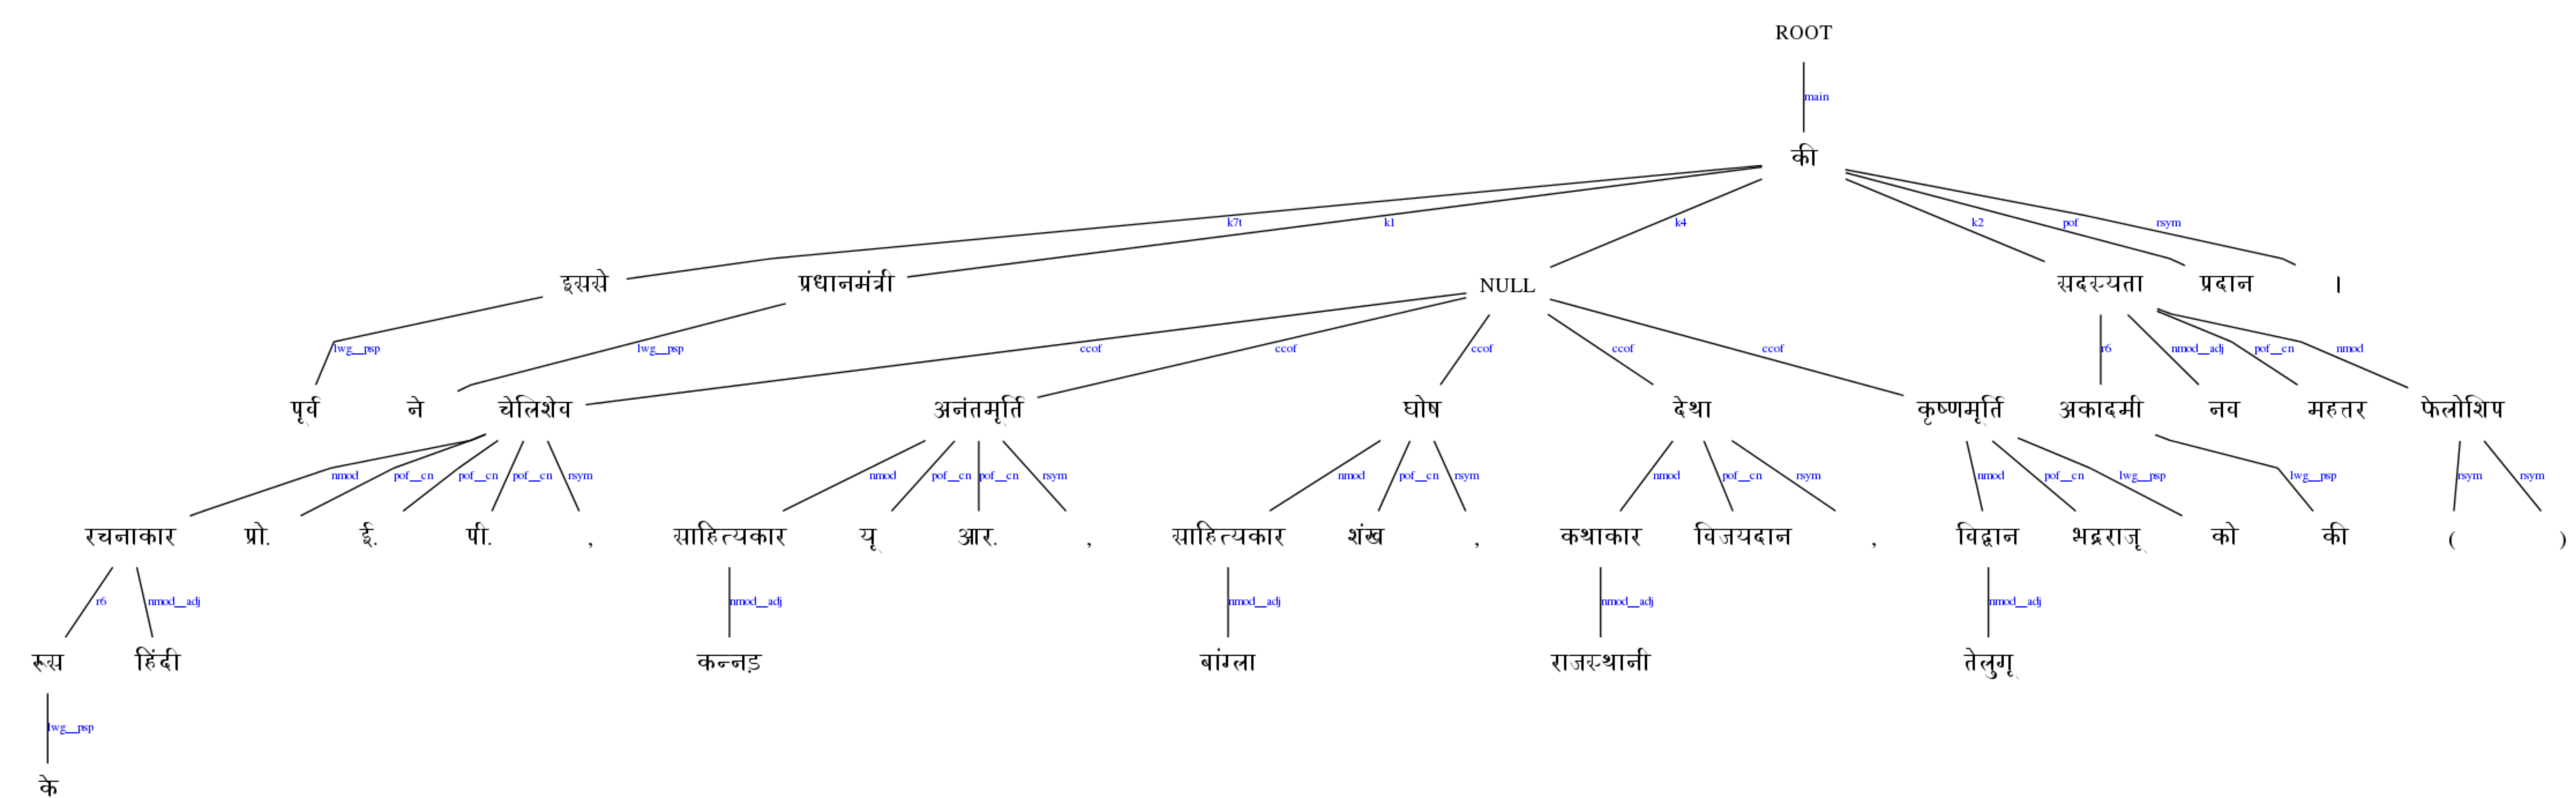 ROOT
main
की
k7t k1 k4 k2 pof rsym
इससे प्रधानमंत्री NULL सदस्यता प्रदान ।
lwg__psp lwg__psp ccof ccof ccof ccof ccof r6 nmod__adj pof__cn nmod
पूर्व ने चेलिशेव अनंतमूर्ति घोष देथा कृष्णमूर्ति अकादमी नव महत्तर फेलोशिप
nmod pof__cn pof__cn pof__cn rsym nmod pof__cn pof__cn rsym nmod pof__cn rsym nmod pof__cn rsym nmod pof__cn lwg__psp lwg__psp rsym rsym
रचनाकार प्रो. ई. पी. , साहित्यकार यू आर. , साहित्यकार शंख , कथाकार विजयदान , विद्वान भद्रराजू को की ( )
r6 nmod__adj nmod__adj nmod__adj nmod__adj nmod__adj
रूस हिंदी कन्नड़ बांग्ला राजस्थानी तेलुगू
lwg__psp
के